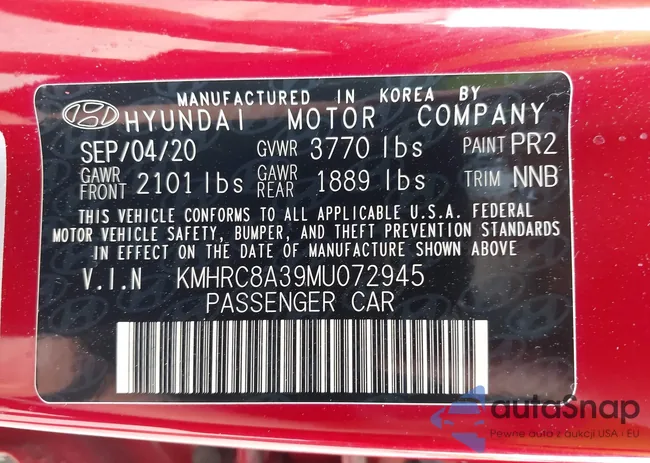 MANUFACTURED IN KOREA BY
HYUNDAI MOTOR COMPANY
SEP/04/20 GVWR 3770 lbs PAINT PR2
GAWR FRONT 2101 lbs GAWR REAR 1889 lbs TRIM NNB
THIS VEHICLE CONFORMS TO ALL APPLICABLE U.S.A. FEDERAL
MOTOR VEHICLE SAFETY, BUMPER, AND THEFT PREVENTION STANDARDS
IN EFFECT ON THE DATE OF MANUFACTURE SHOWN ABOVE
V.I.N KMHRC8A39MU072945
PASSENGER CAR
autoSnap
Pewne auta z aukcji USA i EU